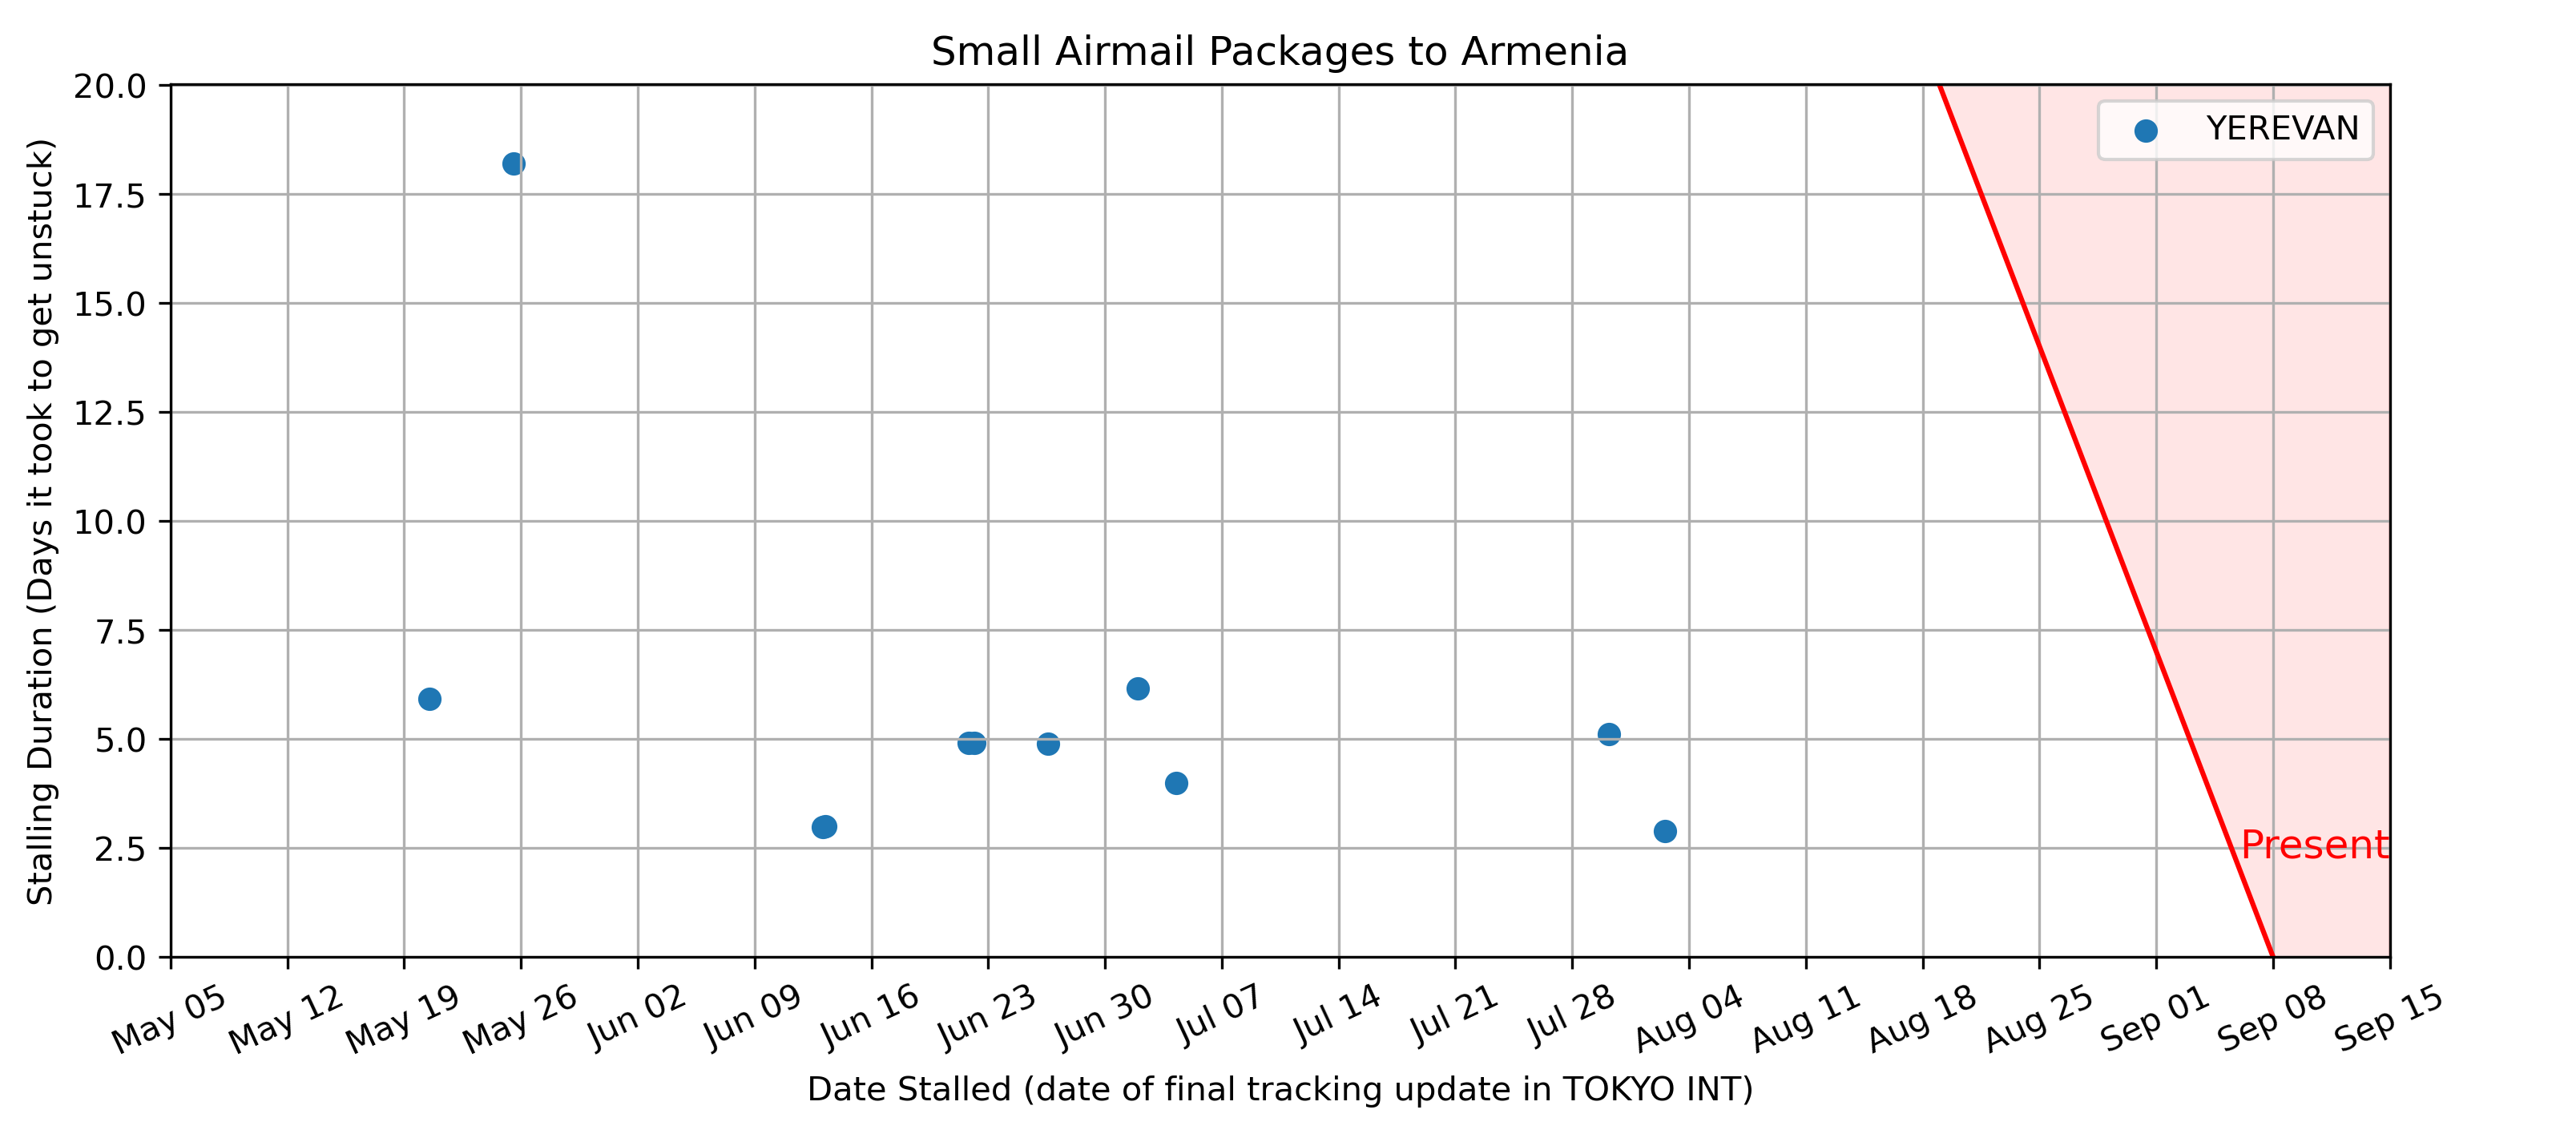 Small Airmail Packages to Armenia
Stalling Duration (Days it took to get unstuck)
20.0
17.5
15.0
12.5
10.0
7.5
5.0
2.5
0.0
YEREVAN
Present
May 05 May 12 May 19 May 26 Jun 02 Jun 09 Jun 16 Jun 23 Jun 30 Jul 07 Jul 14 Jul 21 Jul 28 Aug 04 Aug 11 Aug 18 Aug 25 Sep 01 Sep 08 Sep 15
Date Stalled (date of final tracking update in TOKYO INT)